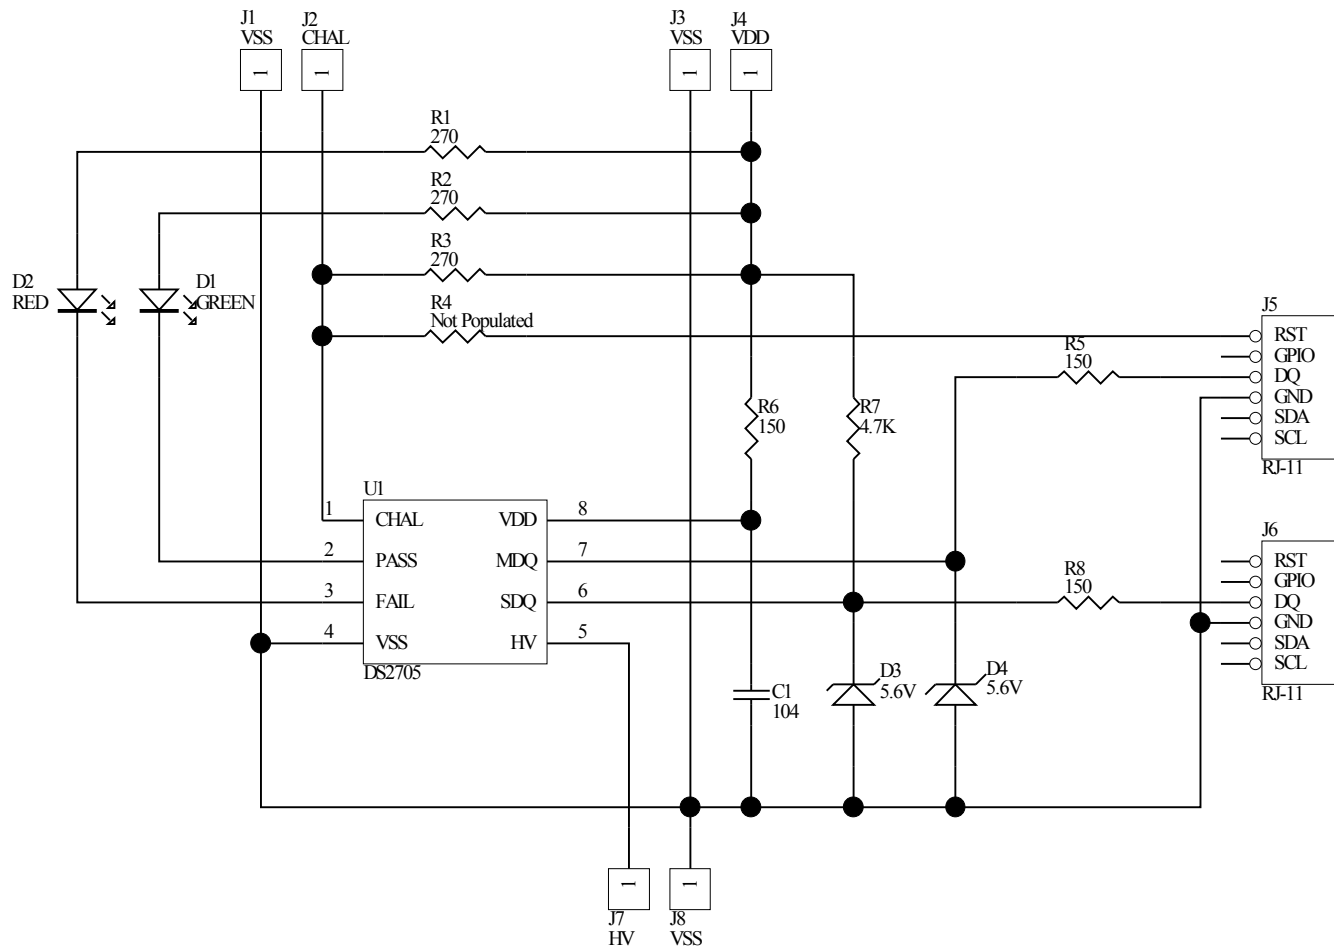 J1
VSS
1
J2
CHAL
1
J3
VSS
1
J4
VDD
1
R1
270
R2
270
R3
270
R4
Not Populated
D2
RED
D1
GREEN
J5
RST
GPIO
DQ
GND
SDA
SCL
RJ-11
R5
150
R6
150
R7
4.7K
U1
1
CHAL
2
PASS
3
FAIL
4
VSS
VDD
8
MDQ
7
SDQ
6
HV
5
DS2705
J6
RST
GPIO
DQ
GND
SDA
SCL
RJ-11
R8
150
C1
104
D3
5.6V
D4
5.6V
1
J7
HV
1
J8
VSS